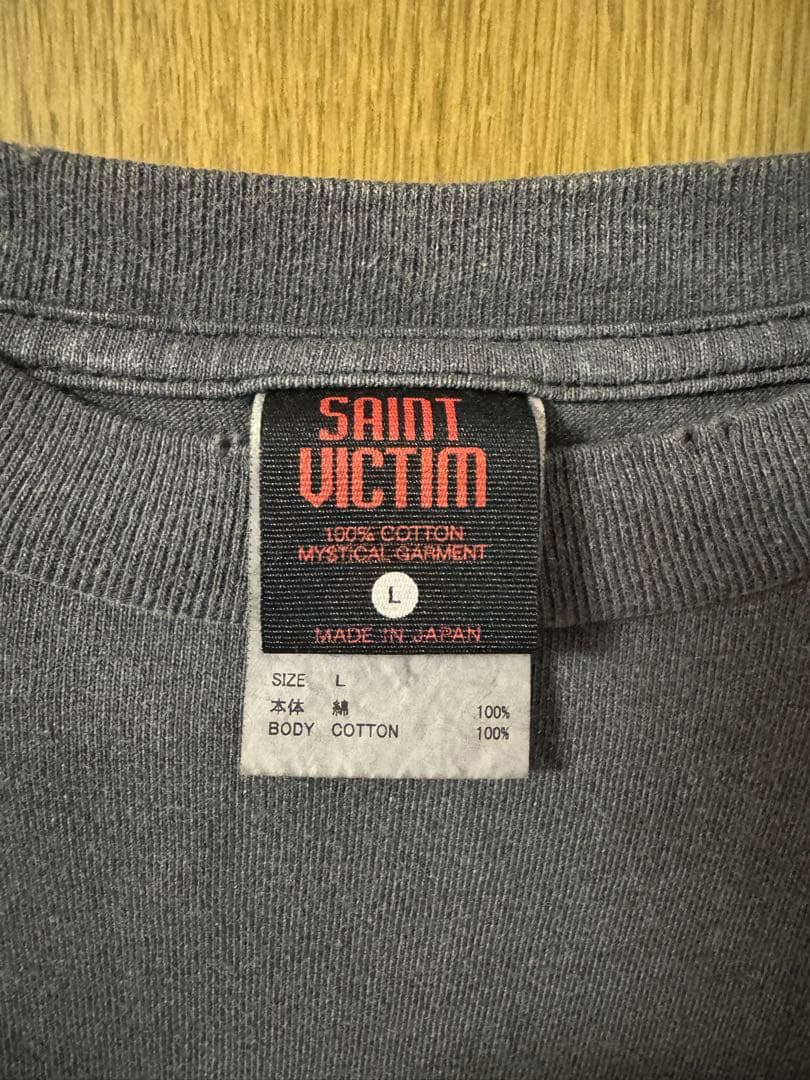 SAINT
VICTIM
100% COTTON
MYSTICAL GARMENT
L
MADE IN JAPAN
SIZE L
本体 綿 100%
BODY COTTON 100%